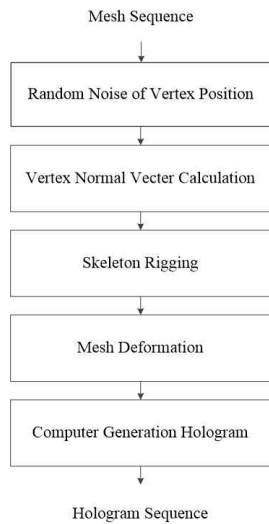 Mesh Sequence
Random Noise of Vertex Position
Vertex Normal Vecter Calculation
Skeleton Rigging
Mesh Deformation
Computer Generation Hologram
Hologram Sequence